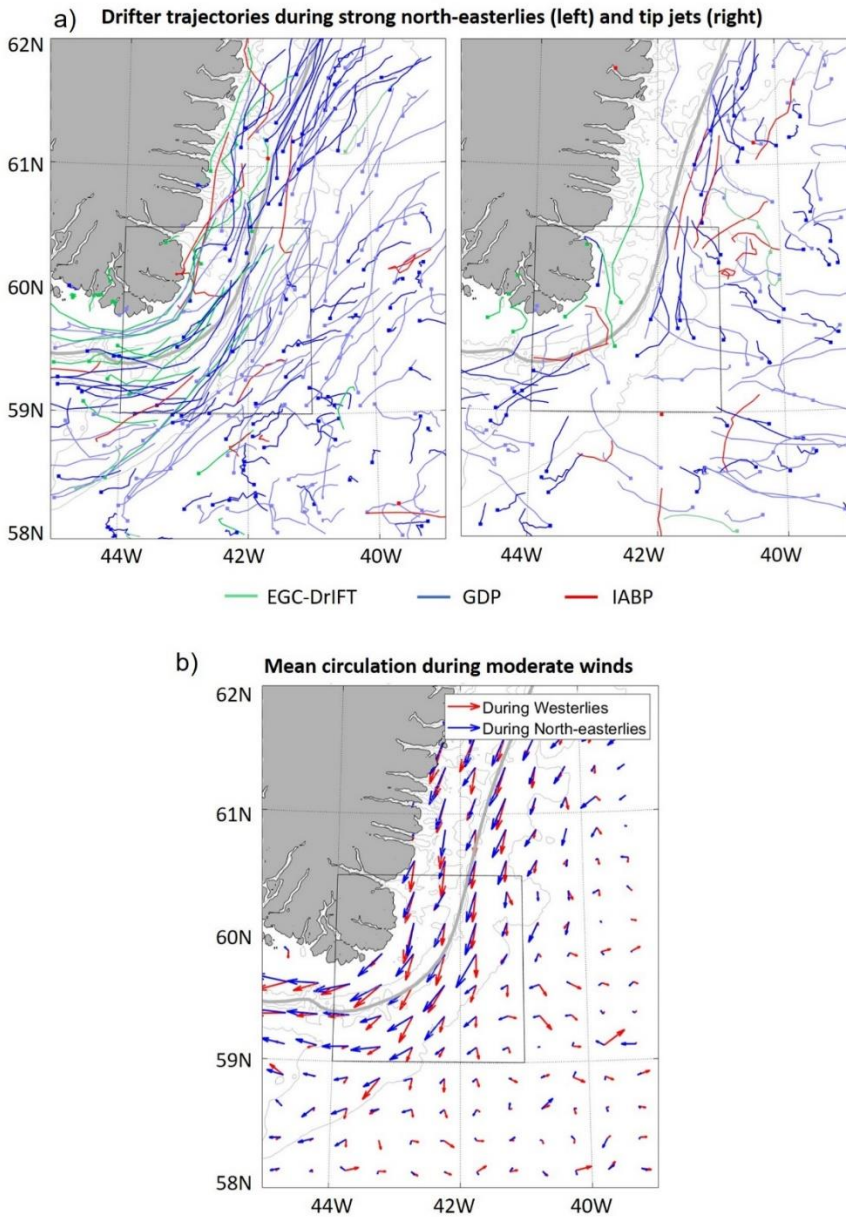 Drifter trajectories during strong north-easterlies (left) and tip jets (right)
a)
62N
61N
60N
59N
58N
44W 42W 40W 44W 42W 40W
EGC-DrIFT GDP IABP
b) Mean circulation during moderate winds
62N
During Westerlies
During North-easterlies
61N
60N
59N
58N
44W 42W 40W